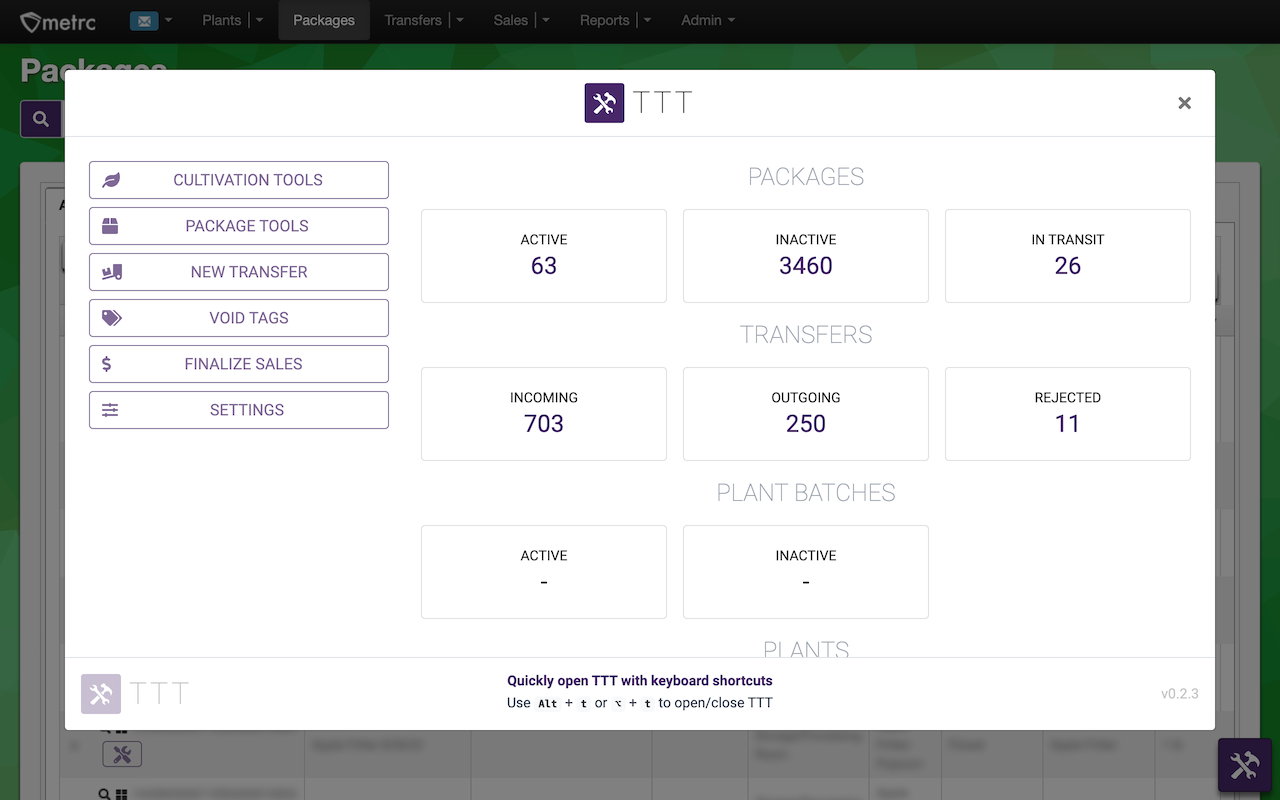 metrc Plants Packages Transfers Sales Reports Admin
Packages
TTT
CULTIVATION TOOLS
PACKAGE TOOLS
NEW TRANSFER
VOID TAGS
FINALIZE SALES
SETTINGS
PACKAGES
ACTIVE
63
INACTIVE
3460
IN TRANSIT
26
TRANSFERS
INCOMING
703
OUTGOING
250
REJECTED
11
PLANT BATCHES
ACTIVE
-
INACTIVE
-
PLANTS
TTT
Quickly open TTT with keyboard shortcuts
Use Alt + t or ⌥ + t to open/close TTT
v0.2.3